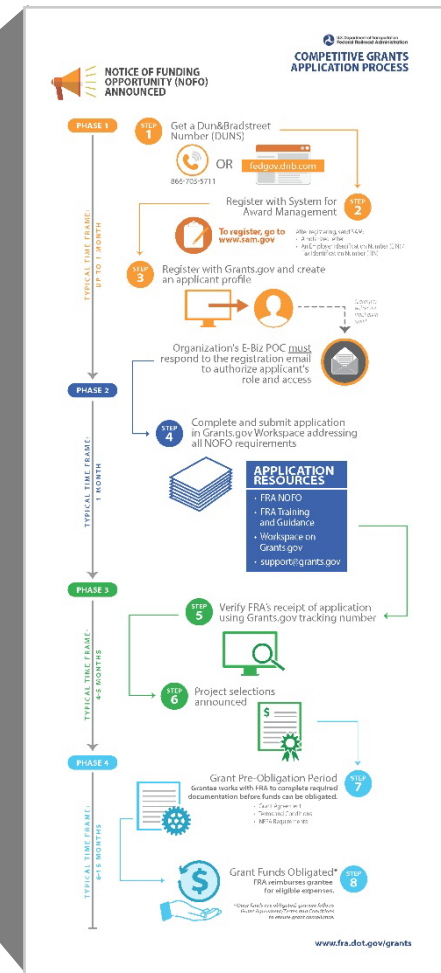 U.S. Department of Transportation
Federal Railroad Administration
COMPETITIVE GRANTS
APPLICATION PROCESS
NOTICE OF FUNDING
OPPORTUNITY (NOFO)
ANNOUNCED
PHASE 1
TYPICAL TIME FRAME:
UP TO 1 MONTH
STEP
1
Get a Dun&Bradstreet
Number (DUNS)
866-705-5711
OR
fedgov.dnb.com
Register with System for
Award Management
STEP
2
To register, go to
www.sam.gov
STEP
3
Register with Grants.gov and create
an applicant profile
Organization's E-Biz POC must
respond to the registration email
to authorize applicant's
role and access
PHASE 2
TYPICAL TIME FRAME:
1 MONTH
STEP
4
Complete and submit application
in Grants.gov Workspace addressing
all NOFO requirements
APPLICATION
RESOURCES
• FRA NOFO
• FRA Training
and Guidance
• Workspace on
Grants.gov
• support@grants.gov
PHASE 3
TYPICAL TIME FRAME:
STEP
5
Verify FRA's receipt of application
using Grants.gov tracking number
STEP
6
Project selections
announced
$
PHASE 4
TYPICAL TIME FRAME:
Grant Pre-Obligation Period
STEP
7
Grantee works with FRA to complete required
documentation before funds can be obligated.
• Grant Agreement
• Terms and Conditions
• NEPA Requirements
$
Grant Funds Obligated*
STEP
8
FRA reimburses grantee
for eligible expenses.
www.fra.dot.gov/grants